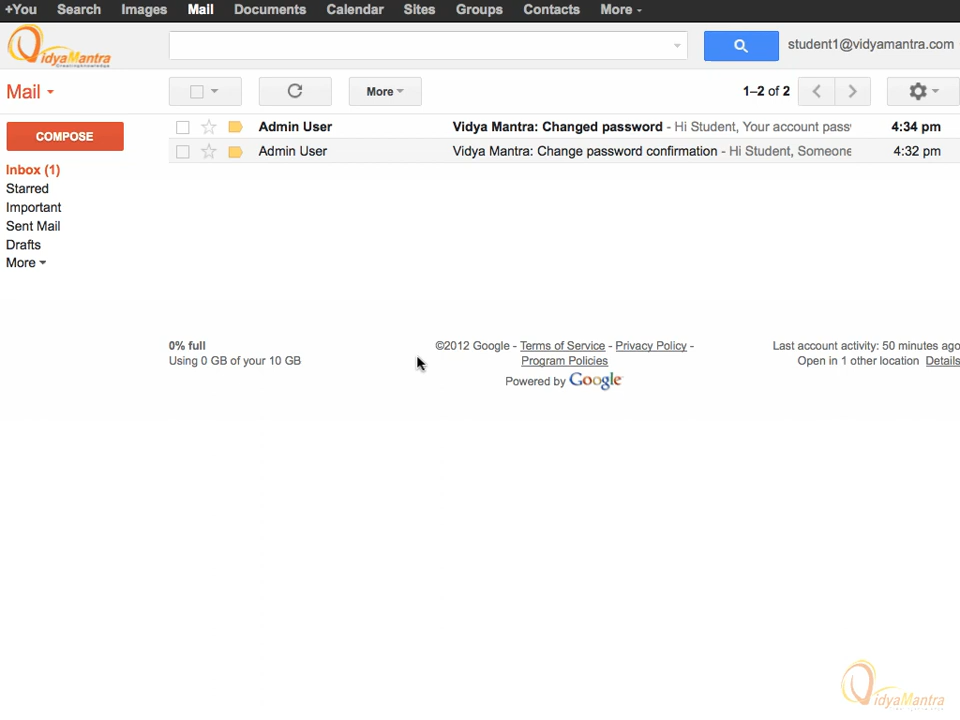 +You Search Images Mail Documents Calendar Sites Groups Contacts More
VidyaMantra
student1@vidyamantra.com
Mail
More
1–2 of 2
COMPOSE
Admin User Vidya Mantra: Changed password - Hi Student, Your account pass 4:34 pm
Admin User Vidya Mantra: Change password confirmation - Hi Student, Someone 4:32 pm
Inbox (1)
Starred
Important
Sent Mail
Drafts
More
0% full
Using 0 GB of your 10 GB
©2012 Google - Terms of Service - Privacy Policy -
Program Policies
Powered by Google
Last account activity: 50 minutes ago
Open in 1 other location Details
VidyaMantra